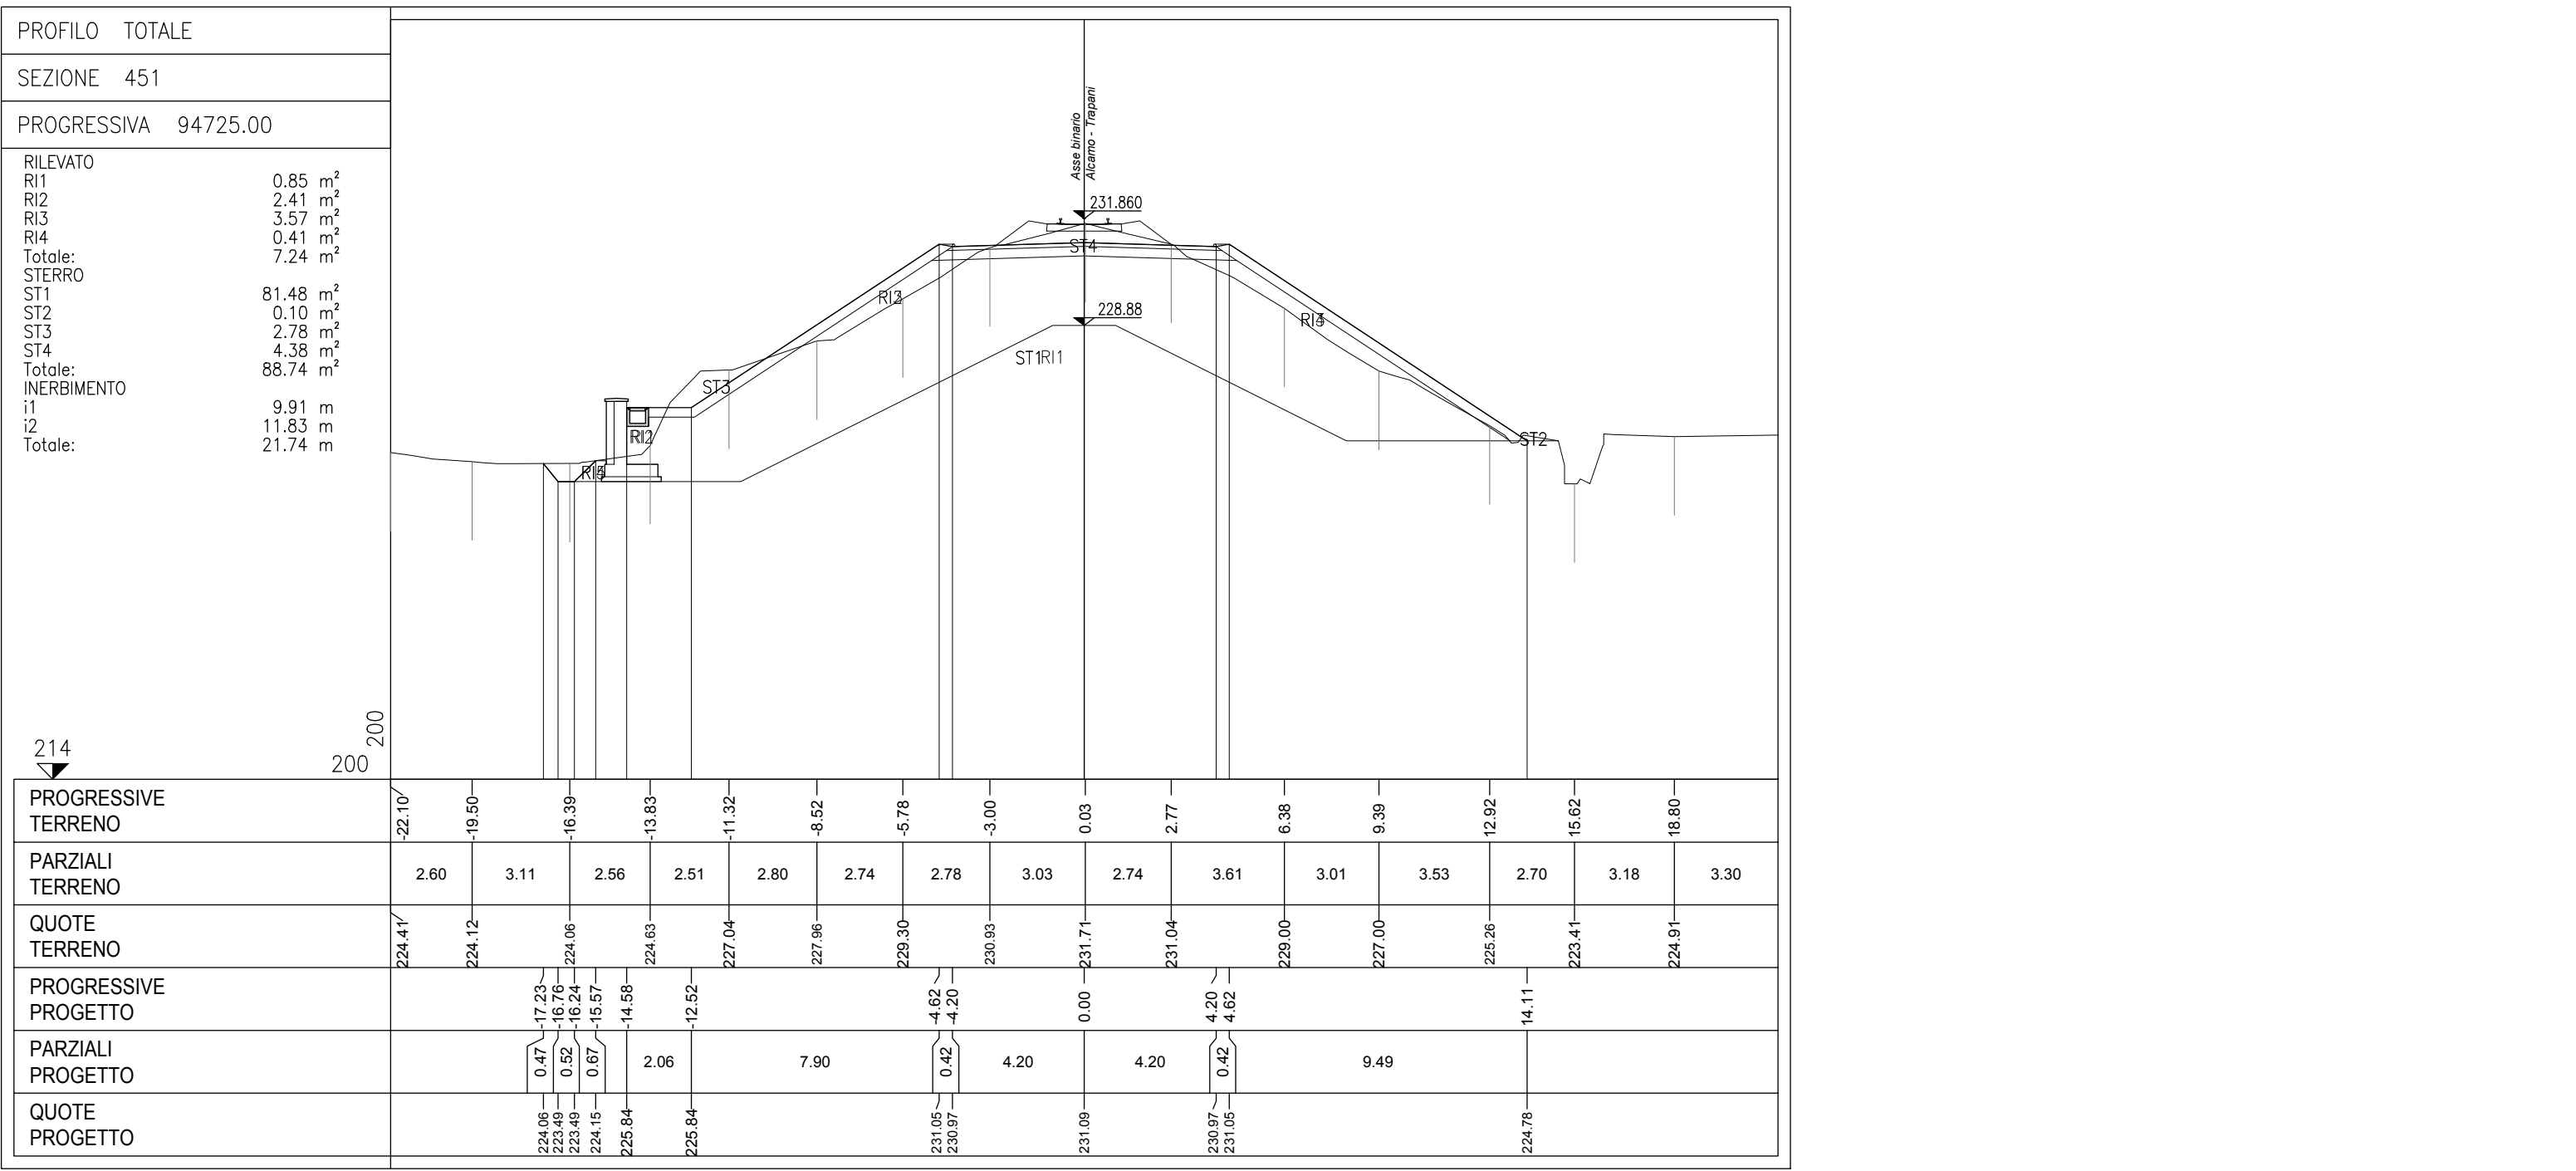 PROFILO TOTALE
SEZIONE 451
PROGRESSIVA 94725.00
RILEVATO
RI1 0.85 m²
RI2 2.41 m²
RI3 3.57 m²
RI4 0.41 m²
Totale: 7.24 m²
STERRO
ST1 81.48 m²
ST2 0.10 m²
ST3 2.78 m²
ST4 4.38 m²
Totale: 88.74 m²
INERBIMENTO
i1 9.91 m
i2 11.83 m
Totale: 21.74 m
Asse binario
Alcamo - Trapani
231.860
ST4
228.88
ST1RI1
ST3
ST2
214
200
200
PROGRESSIVE
TERRENO
-22.10 -19.50 -16.39 -13.83 -11.32 -8.52 -5.78 -3.00 0.03 2.77 6.38 9.39 12.92 15.62 18.80
PARZIALI
TERRENO
2.60 3.11 2.56 2.51 2.80 2.74 2.78 3.03 2.74 3.61 3.01 3.53 2.70 3.18 3.30
QUOTE
TERRENO
224.41 224.12 224.06 224.63 227.04 227.96 229.30 230.93 231.71 231.04 229.00 227.00 225.26 223.41 224.91
PROGRESSIVE
PROGETTO
-17.23 -16.76 -16.24 -15.57 -14.58 -12.52 -4.62 -4.20 0.00 4.20 4.62 14.11
PARZIALI
PROGETTO
0.47 0.52 0.67 2.06 7.90 0.42 4.20 4.20 0.42 9.49
QUOTE
PROGETTO
224.06 223.49 223.49 224.15 225.84 225.84 231.05 230.97 231.09 230.97 231.05 224.78